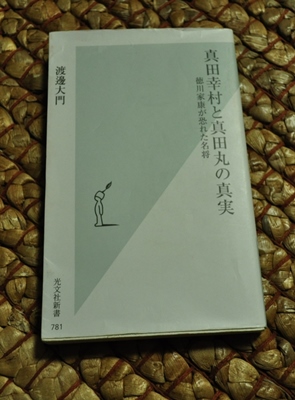 真田幸村と真田丸の真実
徳川家康が恐れた名将
渡邊大門
光文社新書
781